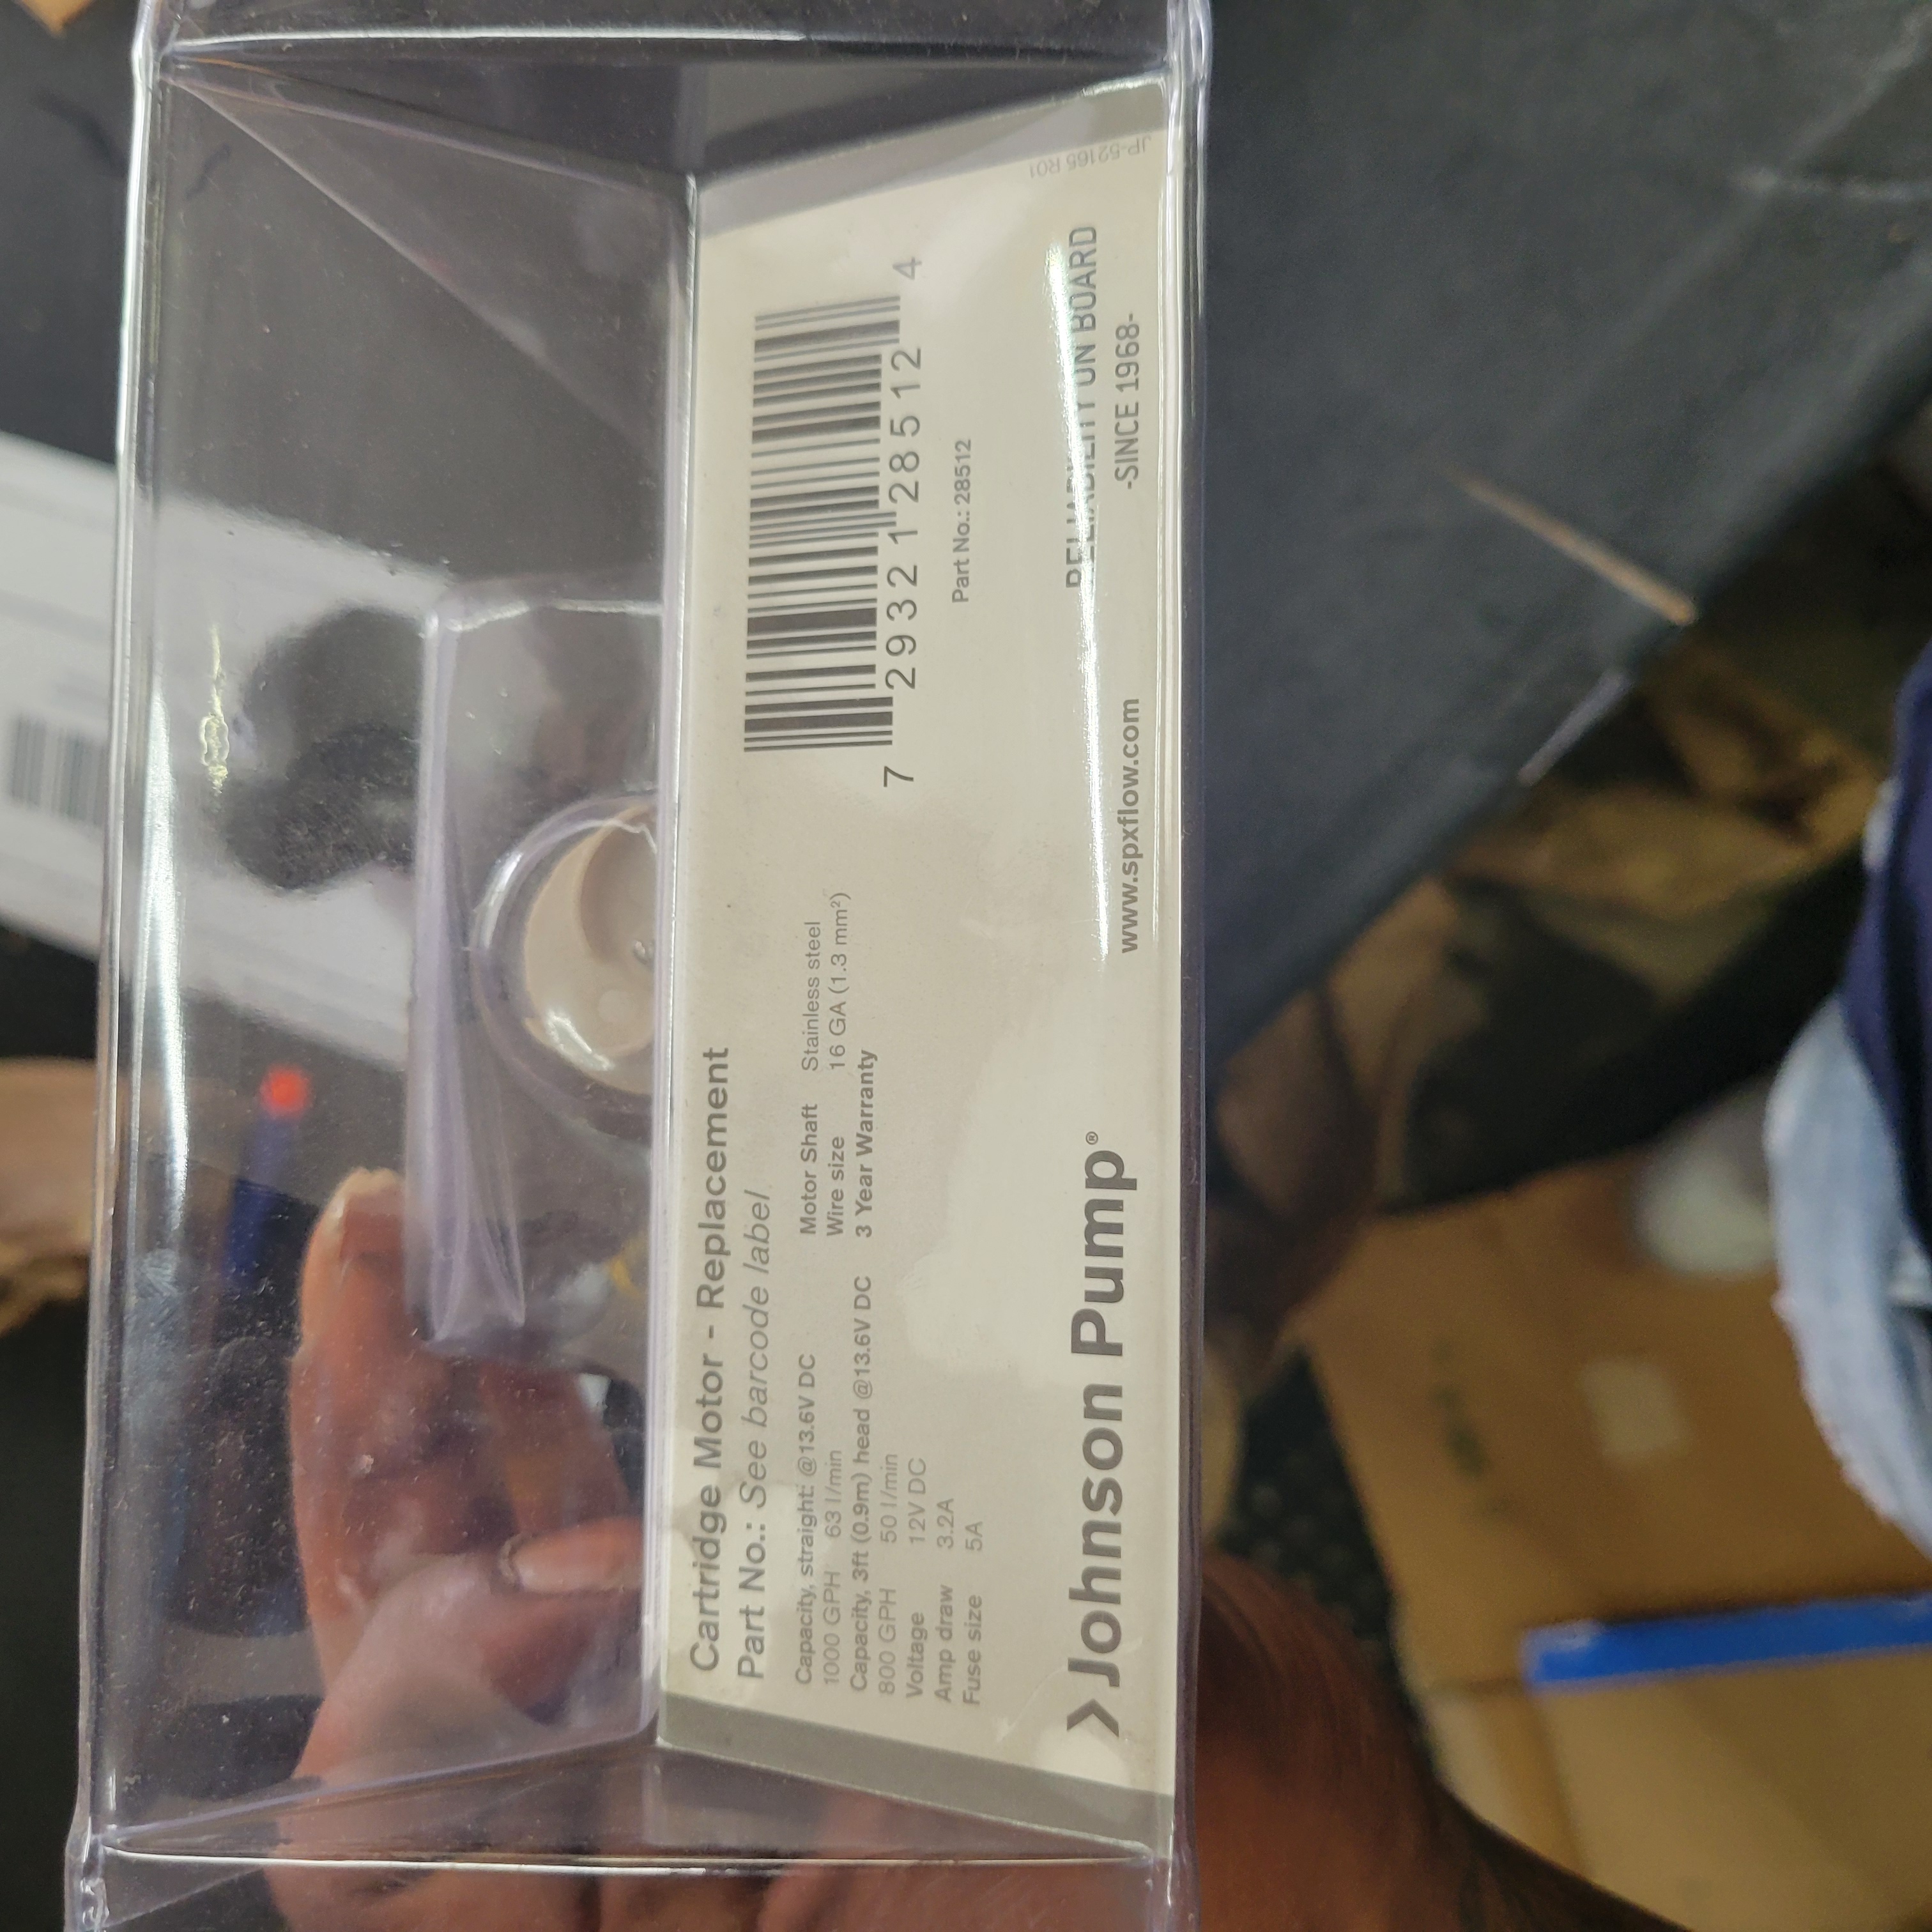 Cartridge Motor - Replacement
Part No.: See barcode label
Capacity, straight: @13.6V DC
1000 GPH 63 l/min
Capacity, 3ft (0.9m) head @13.6V DC
800 GPH 50 l/min
Voltage 12V DC
Amp draw 3.2A
Fuse size 5A
Motor Shaft Stainless steel
Wire size 16 GA (1.3 mm²)
3 Year Warranty
7 29321 28512 4
Part No.: 28512
Johnson Pump®
www.spxflow.com
RELIABILITY ON BOARD
-SINCE 1968-
JP-52165 R01